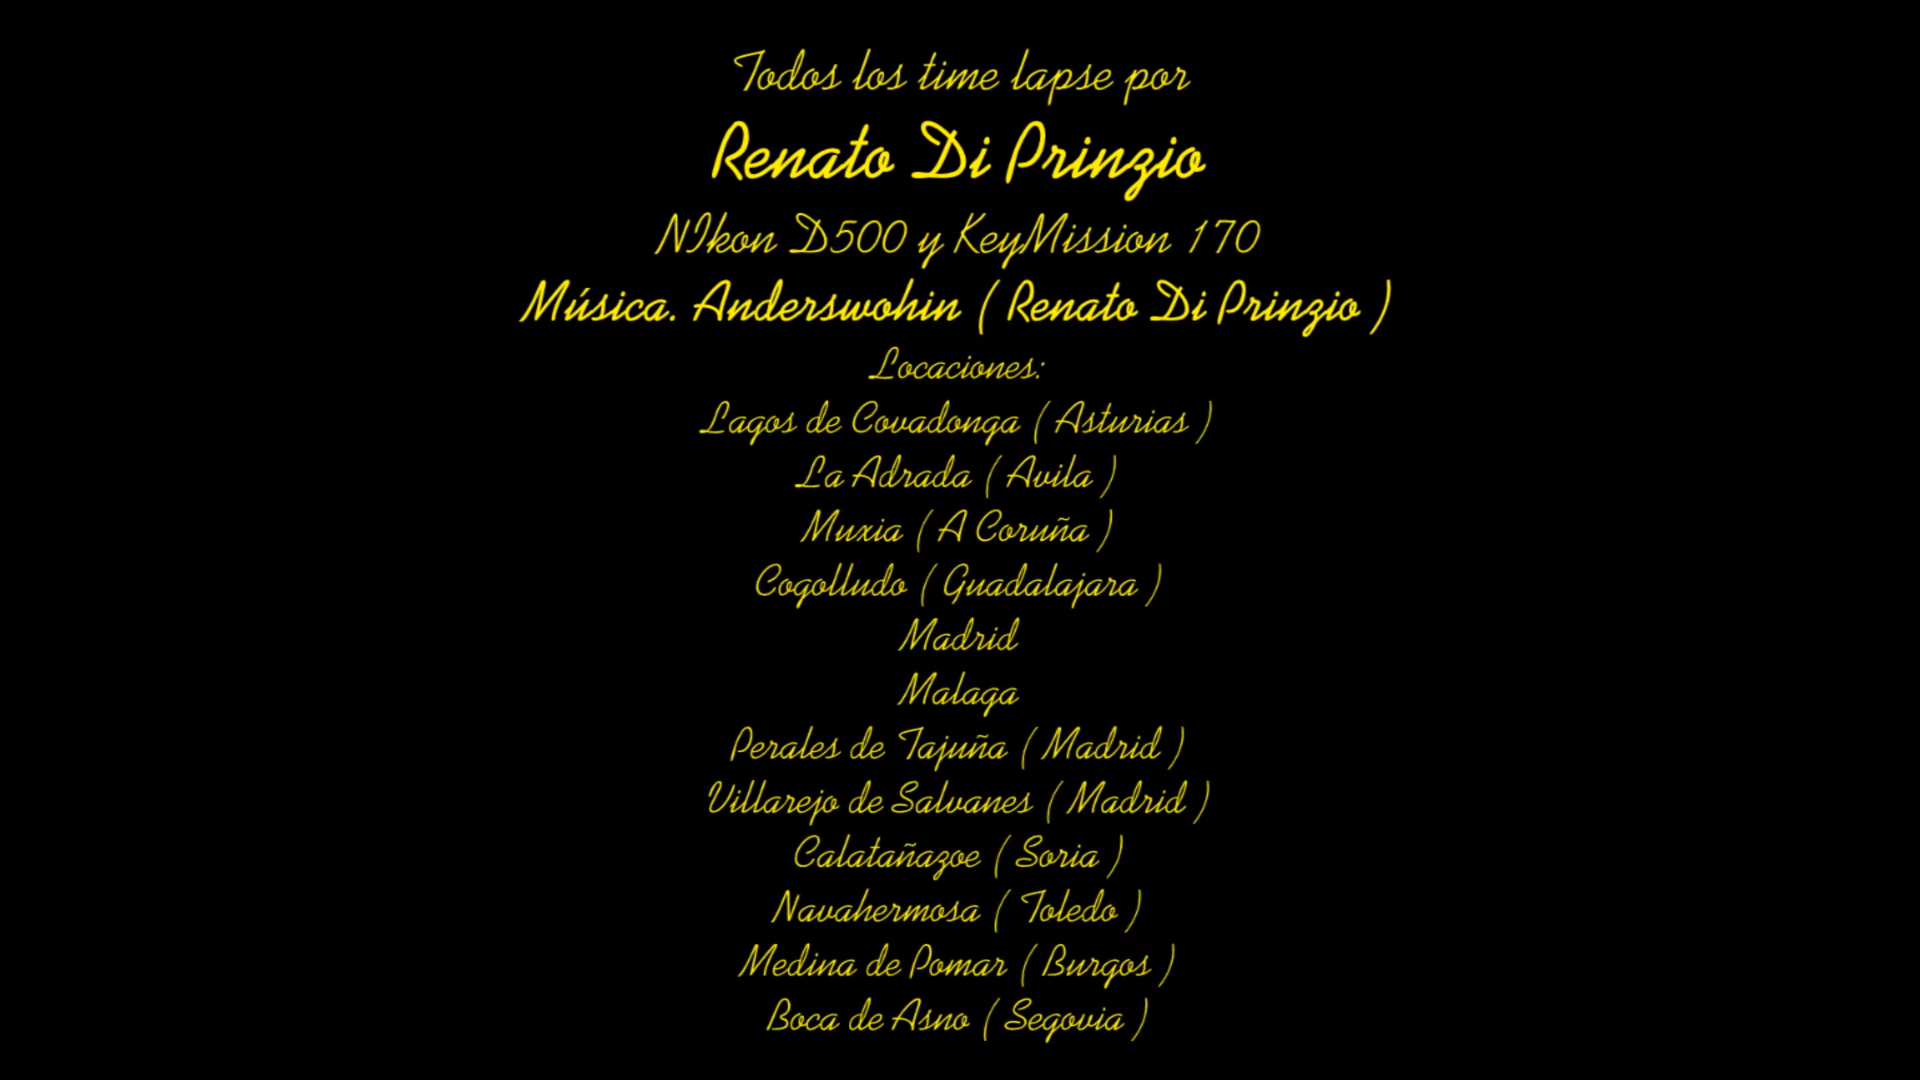 Todos los time lapse por
Renato Di Prinzio
NIkon D500 y KeyMission 170
Música. Anderswohin ( Renato Di Prinzio )
Locaciones:
Lagos de Covadonga ( Asturias )
La Adrada ( Avila )
Muxia ( A Coruña )
Cogolludo ( Guadalajara )
Madrid
Malaga
Perales de Tajuña ( Madrid )
Villarejo de Salvanes ( Madrid )
Calatañazoe ( Soria )
Navahermosa ( Toledo )
Medina de Pomar ( Burgos )
Boca de Asno ( Segovia )